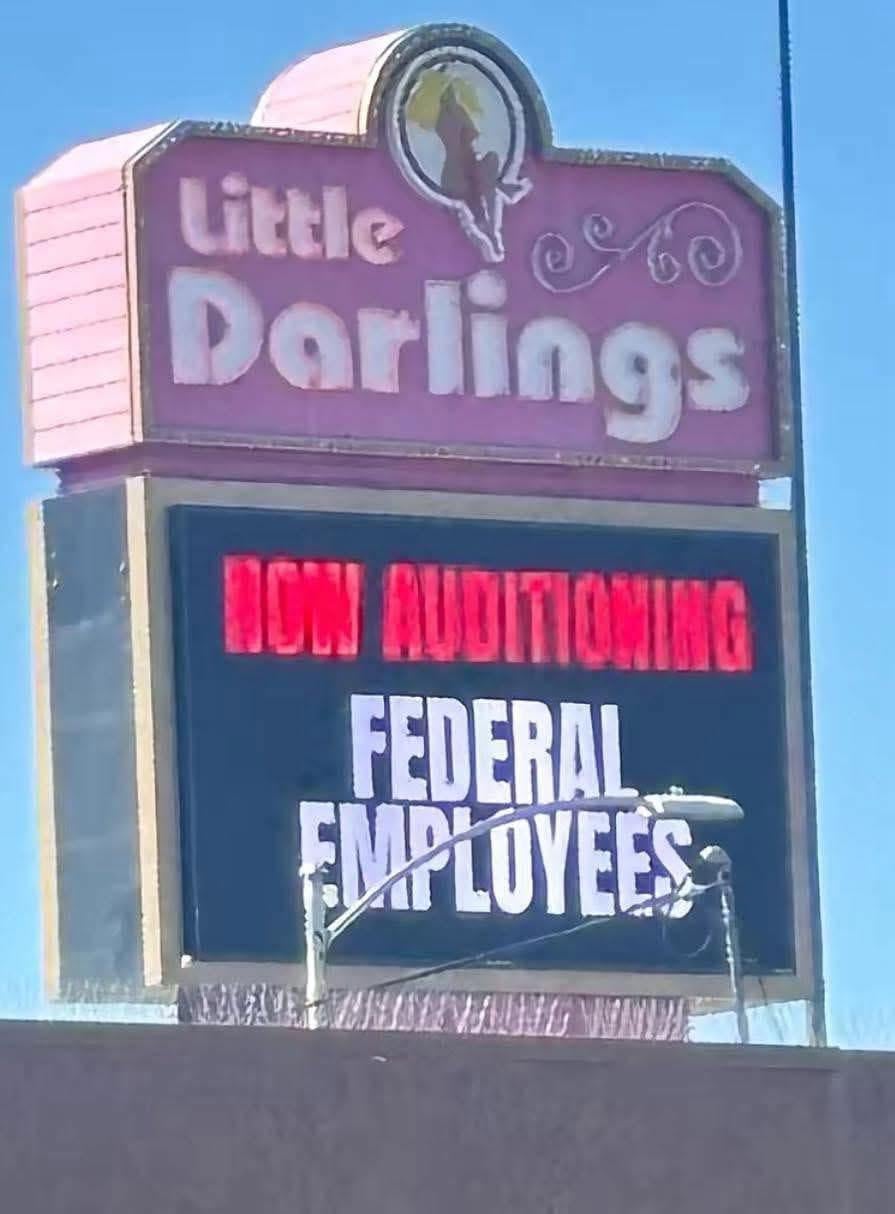 Little
Darlings
NOW AUDITIONING
FEDERAL
EMPLOYEES